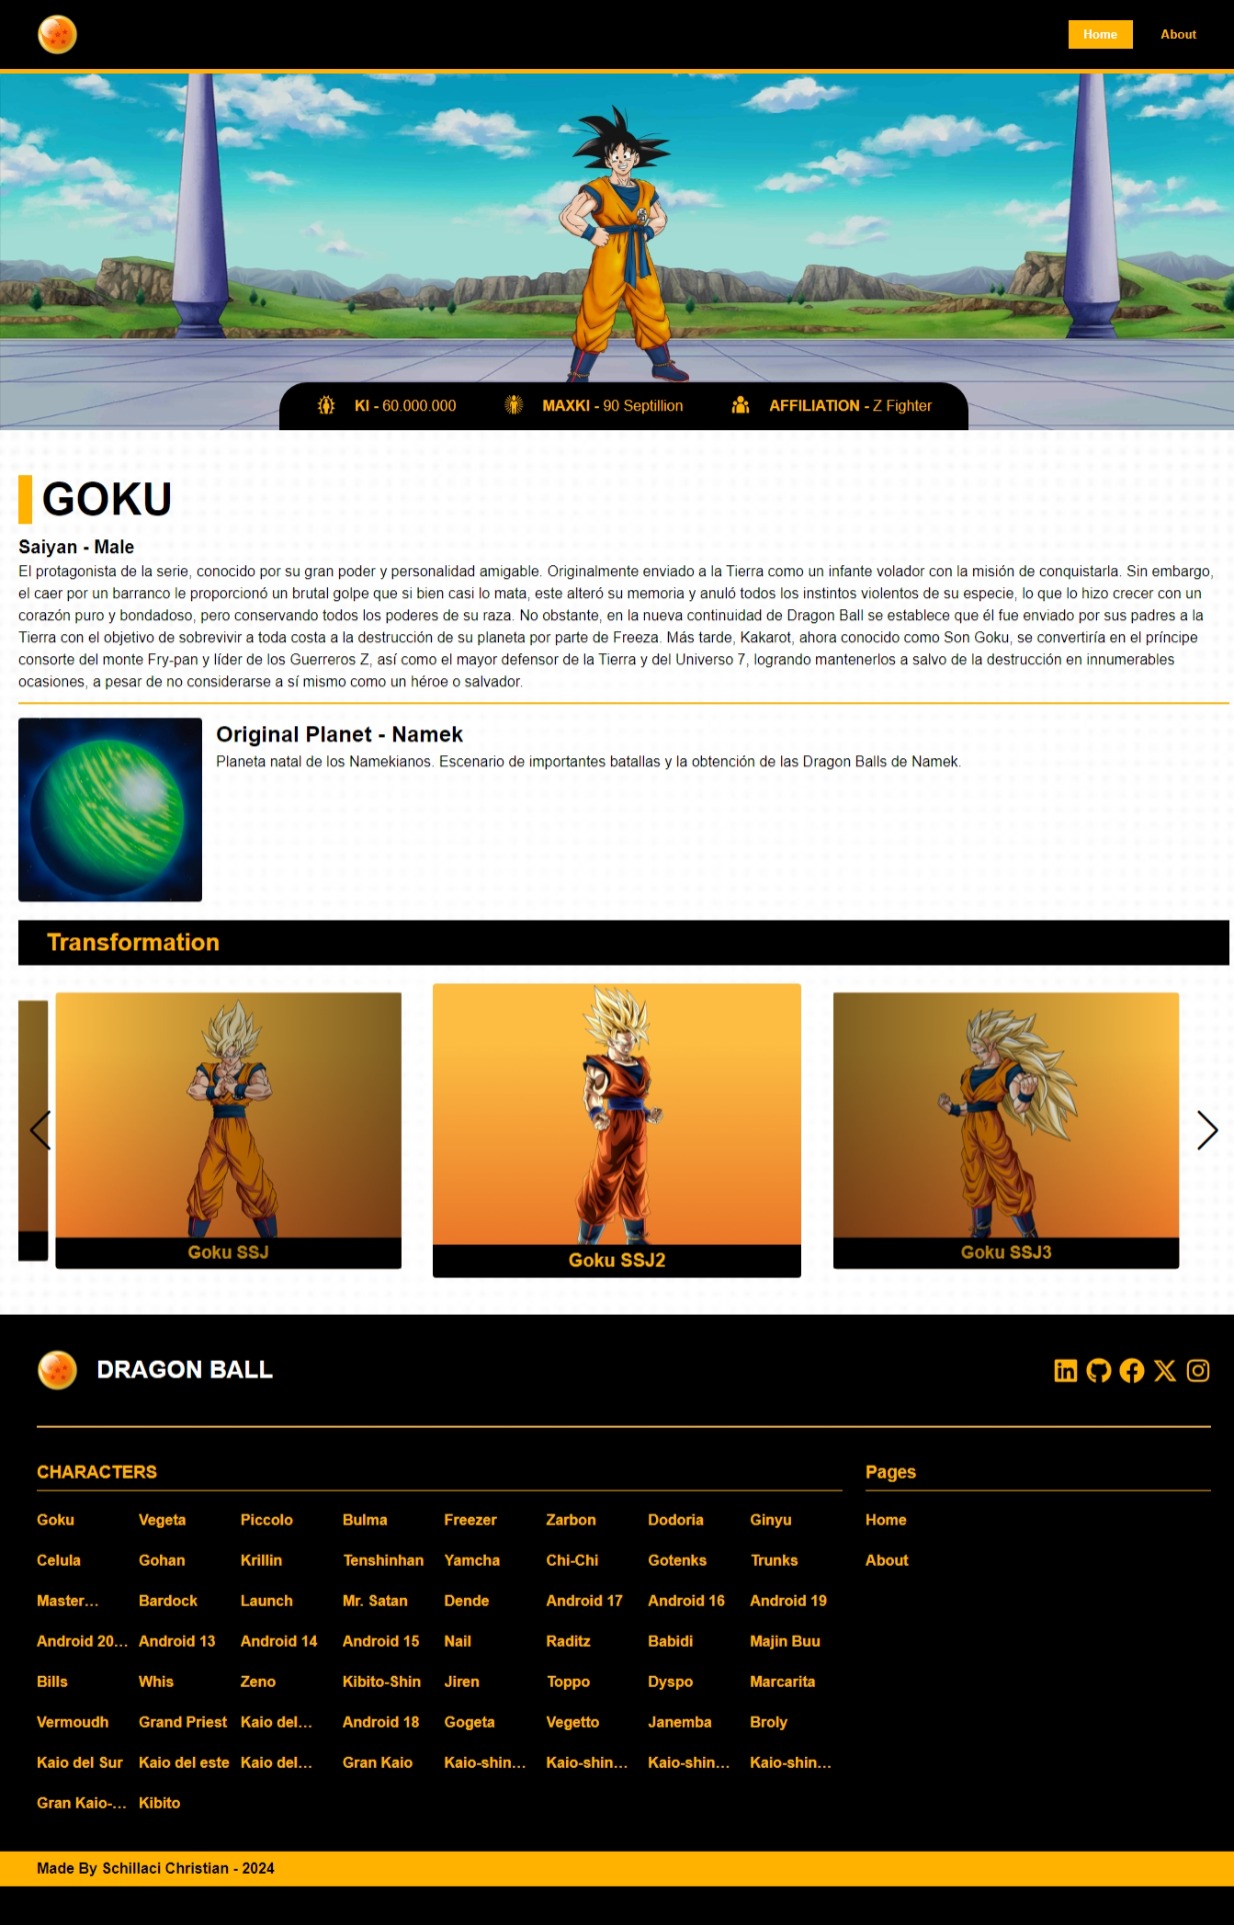 Home About
KI - 60.000.000 MAXKI - 90 Septillion AFFILIATION - Z Fighter
GOKU
Saiyan - Male
El protagonista de la serie, conocido por su gran poder y personalidad amigable. Originalmente enviado a la Tierra como un infante volador con la misión de conquistarla. Sin embargo,
el caer por un barranco le proporcionó un brutal golpe que si bien casi lo mata, este alteró su memoria y anuló todos los instintos violentos de su especie, lo que lo hizo crecer con un
corazón puro y bondadoso, pero conservando todos los poderes de su raza. No obstante, en la nueva continuidad de Dragon Ball se establece que él fue enviado por sus padres a la
Tierra con el objetivo de sobrevivir a toda costa a la destrucción de su planeta por parte de Freeza. Más tarde, Kakarot, ahora conocido como Son Goku, se convertiría en el príncipe
consorte del monte Fry-pan y líder de los Guerreros Z, así como el mayor defensor de la Tierra y del Universo 7, logrando mantenerlos a salvo de la destrucción en innumerables
ocasiones, a pesar de no considerarse a sí mismo como un héroe o salvador.
Original Planet - Namek
Planeta natal de los Namekianos. Escenario de importantes batallas y la obtención de las Dragon Balls de Namek.
Transformation
Goku SSJ Goku SSJ2 Goku SSJ3
DRAGON BALL
CHARACTERS Pages
Goku Vegeta Piccolo Bulma Freezer Zarbon Dodoria Ginyu Home
Celula Gohan Krillin Tenshinhan Yamcha Chi-Chi Gotenks Trunks About
Master... Bardock Launch Mr. Satan Dende Android 17 Android 16 Android 19
Android 20... Android 13 Android 14 Android 15 Nail Raditz Babidi Majin Buu
Bills Whis Zeno Kibito-Shin Jiren Toppo Dyspo Marcarita
Vermoudh Grand Priest Kaio del... Android 18 Gogeta Vegetto Janemba Broly
Kaio del Sur Kaio del este Kaio del... Gran Kaio Kaio-shin... Kaio-shin... Kaio-shin... Kaio-shin...
Gran Kaio-... Kibito
Made By Schillaci Christian - 2024